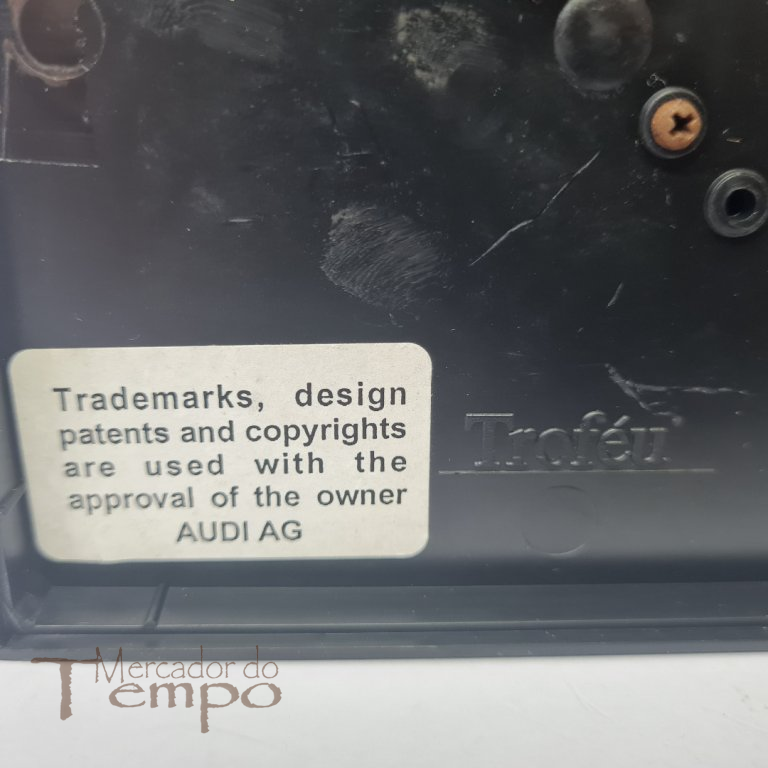 Trademarks, design
patents and copyrights
are used with the
approval of the owner
AUDI AG
Troféu
Mercador do
Tempo